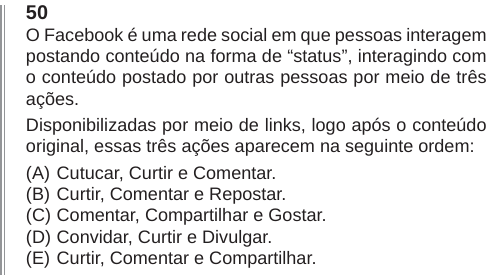 50
O Facebook é uma rede social em que pessoas interagem
postando conteúdo na forma de “status”, interagindo com
o conteúdo postado por outras pessoas por meio de três
ações.
Disponibilizadas por meio de links, logo após o conteúdo
original, essas três ações aparecem na seguinte ordem:
(A) Cutucar, Curtir e Comentar.
(B) Curtir, Comentar e Repostar.
(C) Comentar, Compartilhar e Gostar.
(D) Convidar, Curtir e Divulgar.
(E) Curtir, Comentar e Compartilhar.